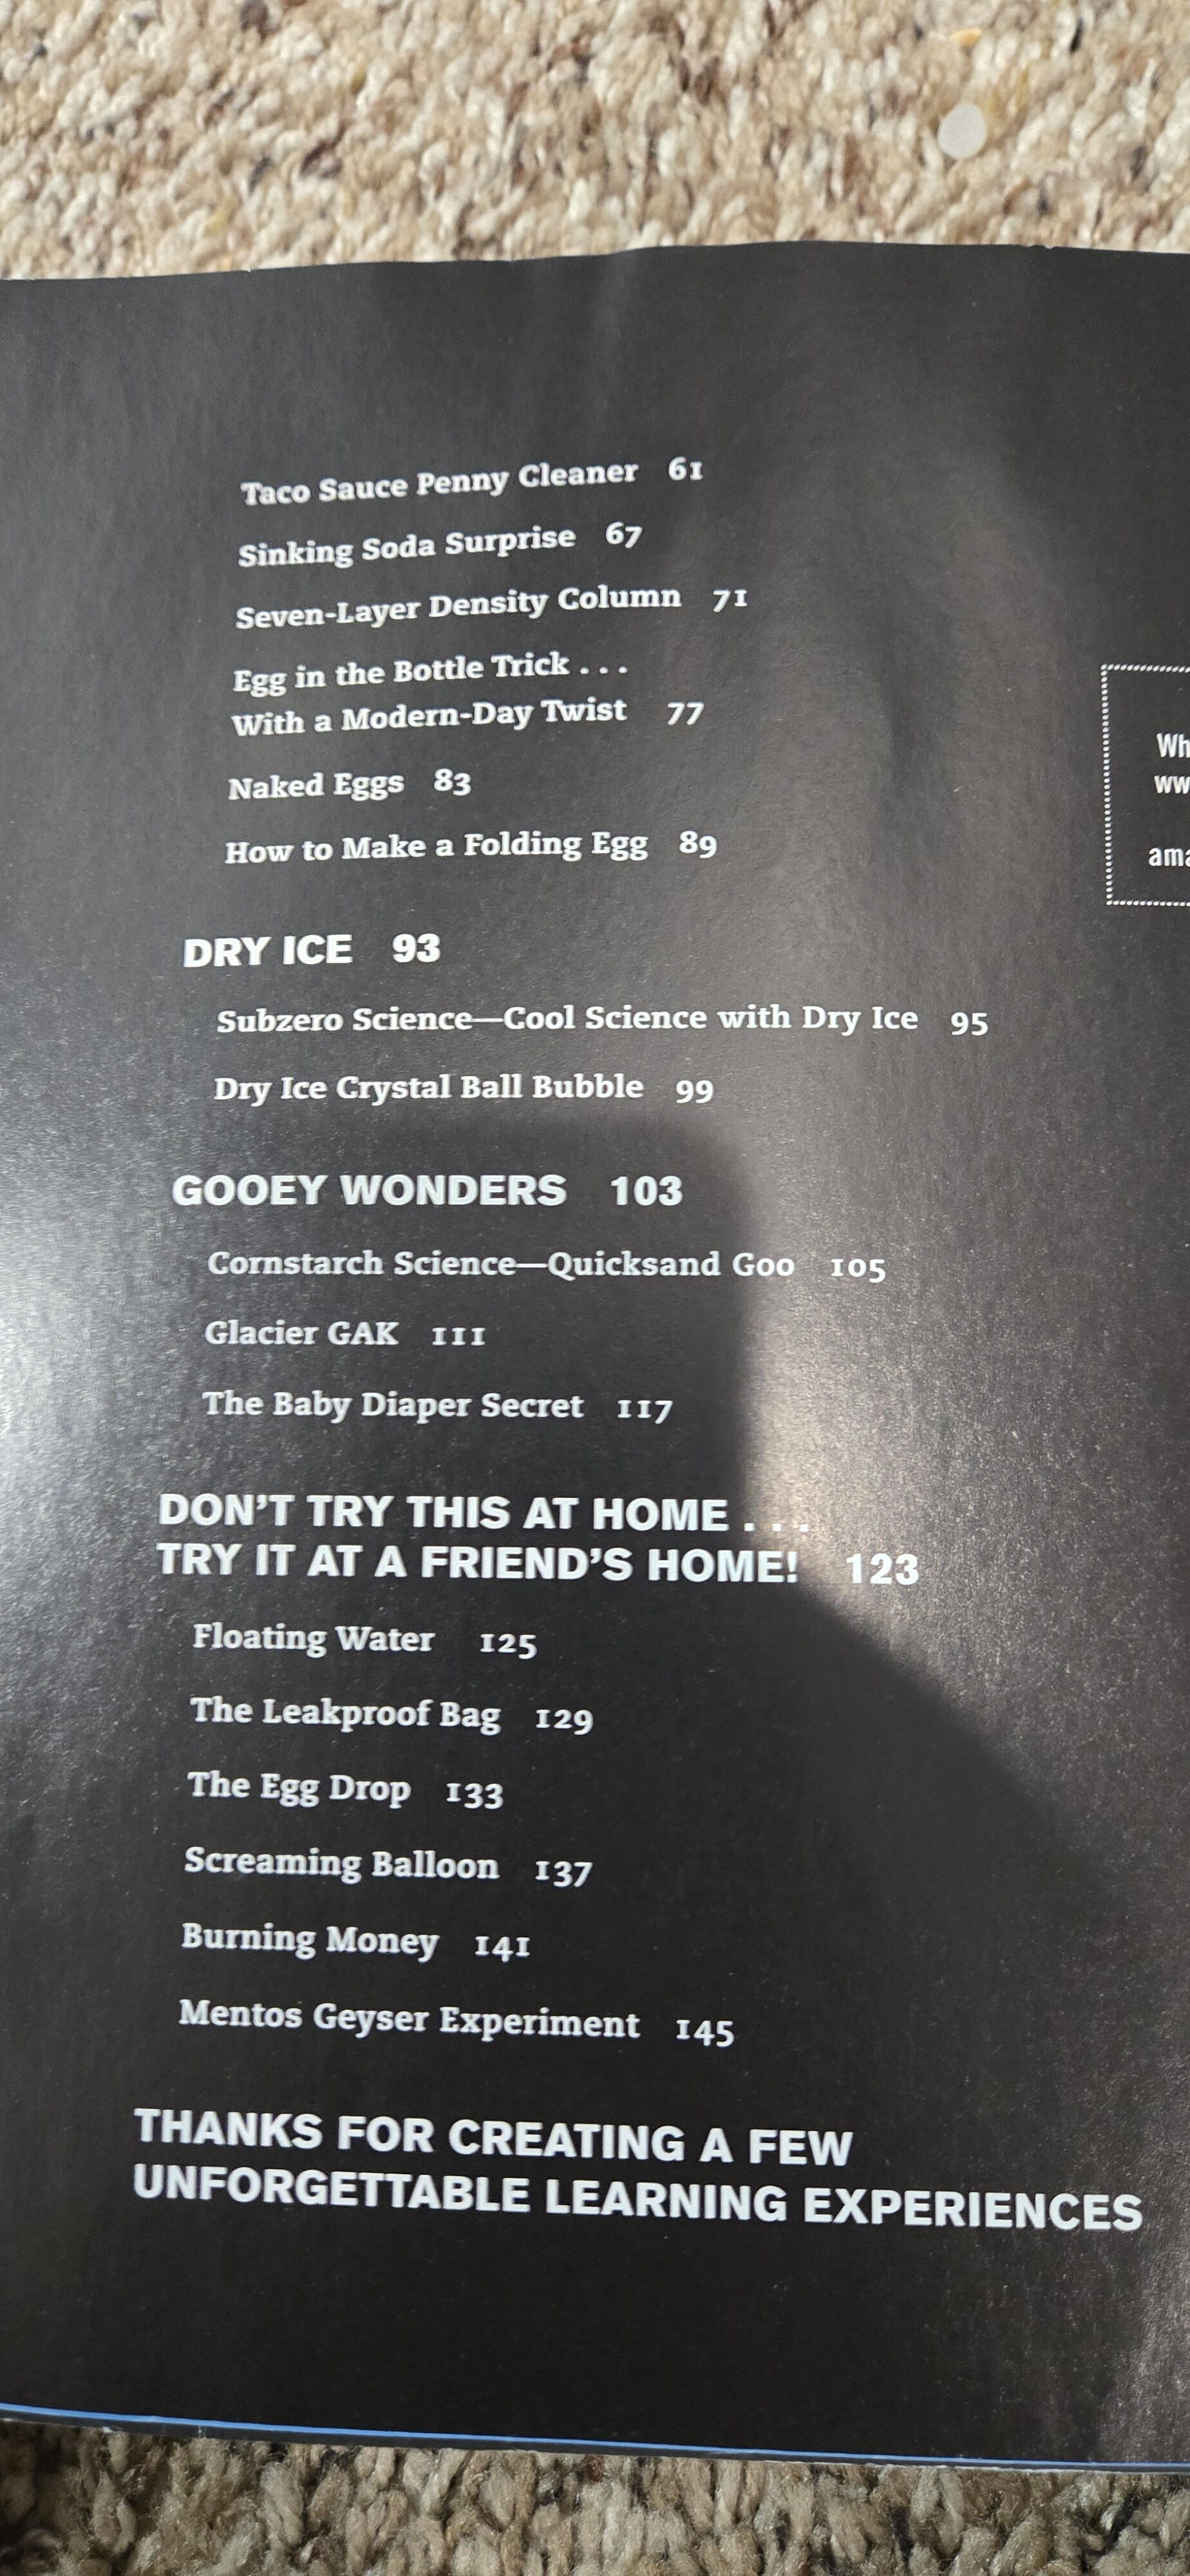 Taco Sauce Penny Cleaner 61
Sinking Soda Surprise 67
Seven-Layer Density Column 71
Egg in the Bottle Trick . . .
With a Modern-Day Twist 77
Naked Eggs 83
How to Make a Folding Egg 89
DRY ICE 93
Subzero Science—Cool Science with Dry Ice 95
Dry Ice Crystal Ball Bubble 99
GOOEY WONDERS 103
Cornstarch Science—Quicksand Goo 105
Glacier GAK 111
The Baby Diaper Secret 117
DON'T TRY THIS AT HOME . . .
TRY IT AT A FRIEND'S HOME! 123
Floating Water 125
The Leakproof Bag 129
The Egg Drop 133
Screaming Balloon 137
Burning Money 141
Mentos Geyser Experiment 145
THANKS FOR CREATING A FEW
UNFORGETTABLE LEARNING EXPERIENCES